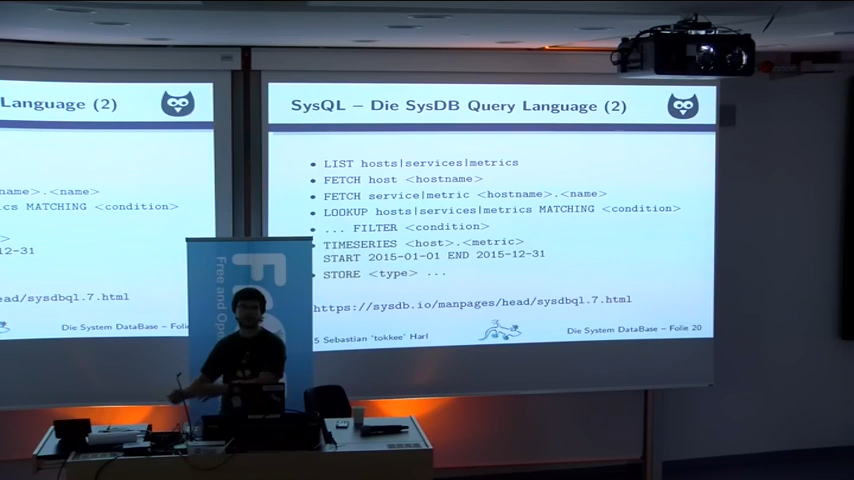 Language (2)
name>.<name>
cs MATCHING <condition>
>
12-31
ead/sysdbql.7.html
Die System DataBase – Folie
SysQL – Die SysDB Query Language (2)
• LIST hosts|services|metrics
• FETCH host <hostname>
• FETCH service|metric <hostname>.<name>
• LOOKUP hosts|services|metrics MATCHING <condition>
• ... FILTER <condition>
• TIMESERIES <host>.<metric>
START 2015-01-01 END 2015-12-31
• STORE <type> ...
https://sysdb.io/manpages/head/sysdbql.7.html
5 Sebastian 'tokkee' Harl
Die System DataBase – Folie 20
Free and Ope